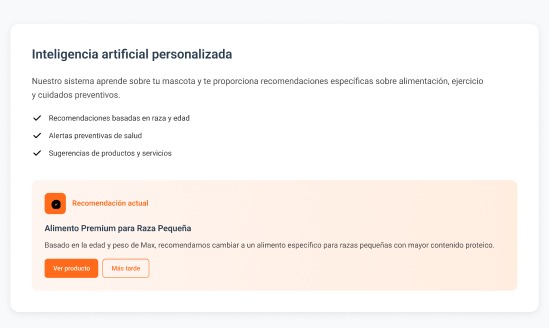 Inteligencia artificial personalizada
Nuestro sistema aprende sobre tu mascota y te proporciona recomendaciones específicas sobre alimentación, ejercicio
y cuidados preventivos.
Recomendaciones basadas en raza y edad
Alertas preventivas de salud
Sugerencias de productos y servicios
Recomendación actual
Alimento Premium para Raza Pequeña
Basado en la edad y peso de Max, recomendamos cambiar a un alimento específico para razas pequeñas con mayor contenido proteico.
Ver producto
Más tarde